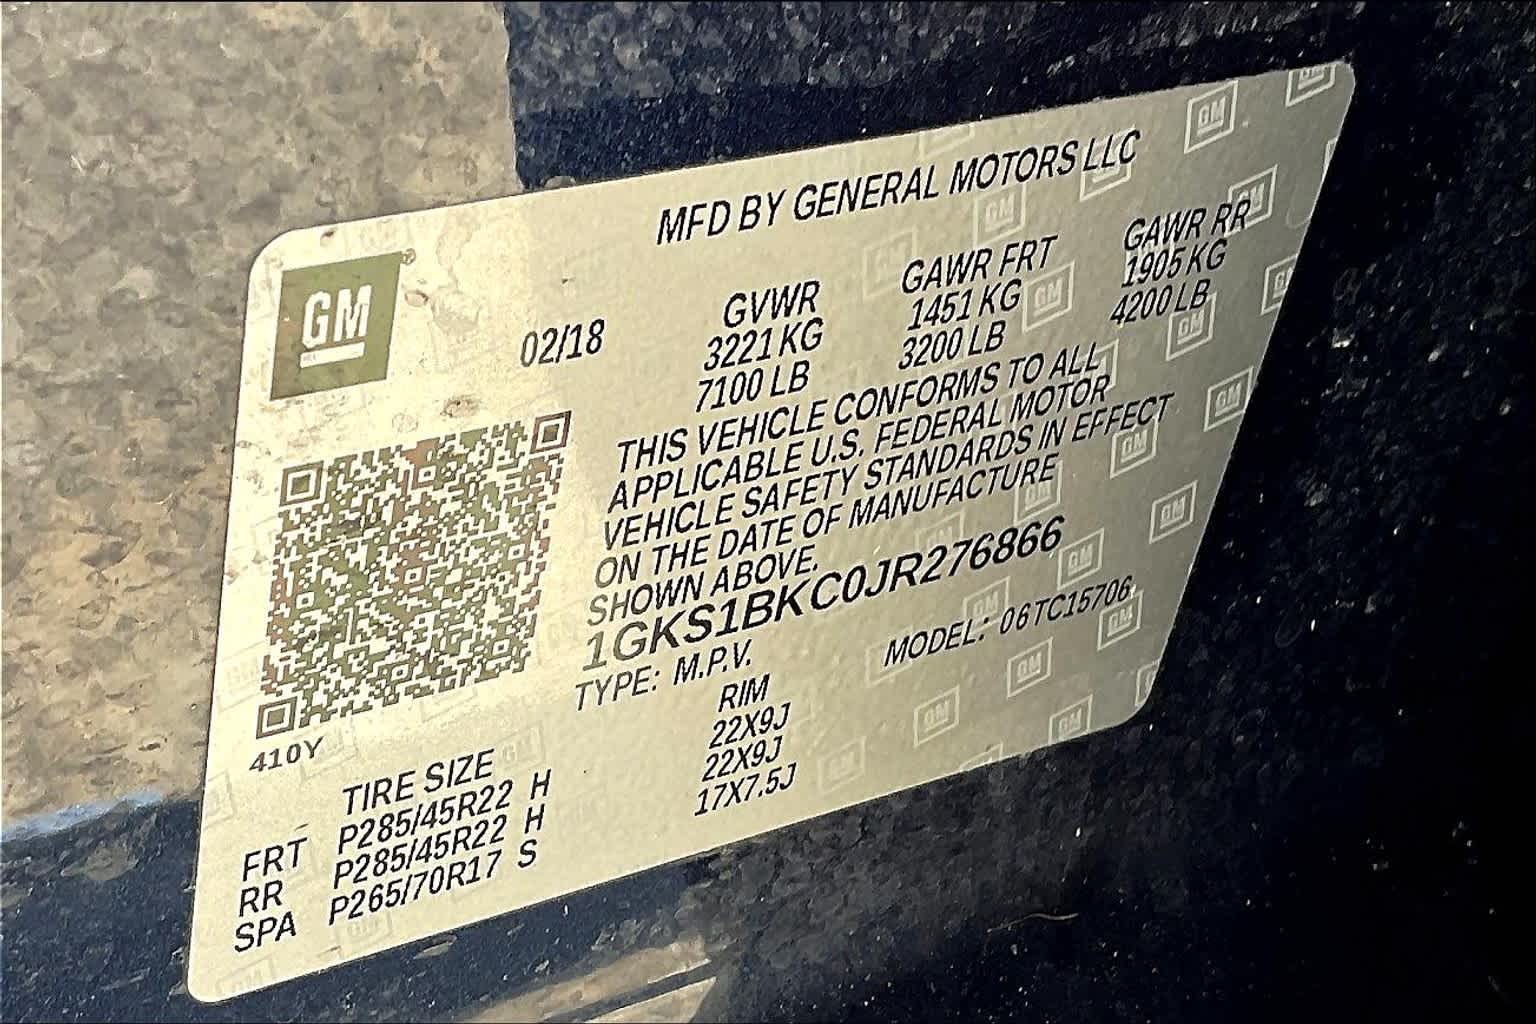 MFD BY GENERAL MOTORS LLC
GM
02/18
GVWR GAWR FRT GAWR RR
3221 KG 1451 KG 1905 KG
7100 LB 3200 LB 4200 LB
THIS VEHICLE CONFORMS TO ALL
APPLICABLE U.S. FEDERAL MOTOR
VEHICLE SAFETY STANDARDS IN EFFECT
ON THE DATE OF MANUFACTURE
SHOWN ABOVE.
1GKS1BKC0JR276866
TYPE: M.P.V. MODEL: 06TC15706
410Y
TIRE SIZE RIM
FRT P285/45R22 H 22X9J
RR P285/45R22 H 22X9J
SPA P265/70R17 S 17X7.5J